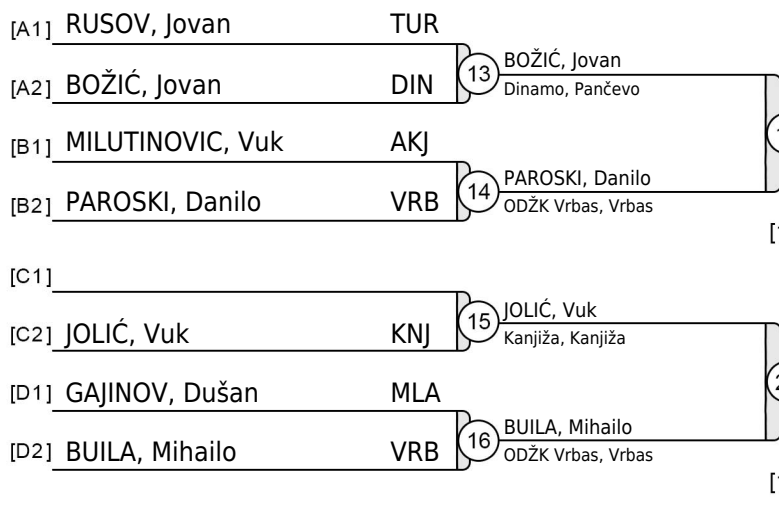 [A1] RUSOV, Jovan TUR
[A2] BOŽIĆ, Jovan DIN
13 BOŽIĆ, Jovan
Dinamo, Pančevo
[B1] MILUTINOVIC, Vuk AKJ
[B2] PAROSKI, Danilo VRB
14 PAROSKI, Danilo
ODŽK Vrbas, Vrbas
[C1]
[C2] JOLIĆ, Vuk KNJ
15 JOLIĆ, Vuk
Kanjiža, Kanjiža
[D1] GAJINOV, Dušan MLA
[D2] BUILA, Mihailo VRB
16 BUILA, Mihailo
ODŽK Vrbas, Vrbas